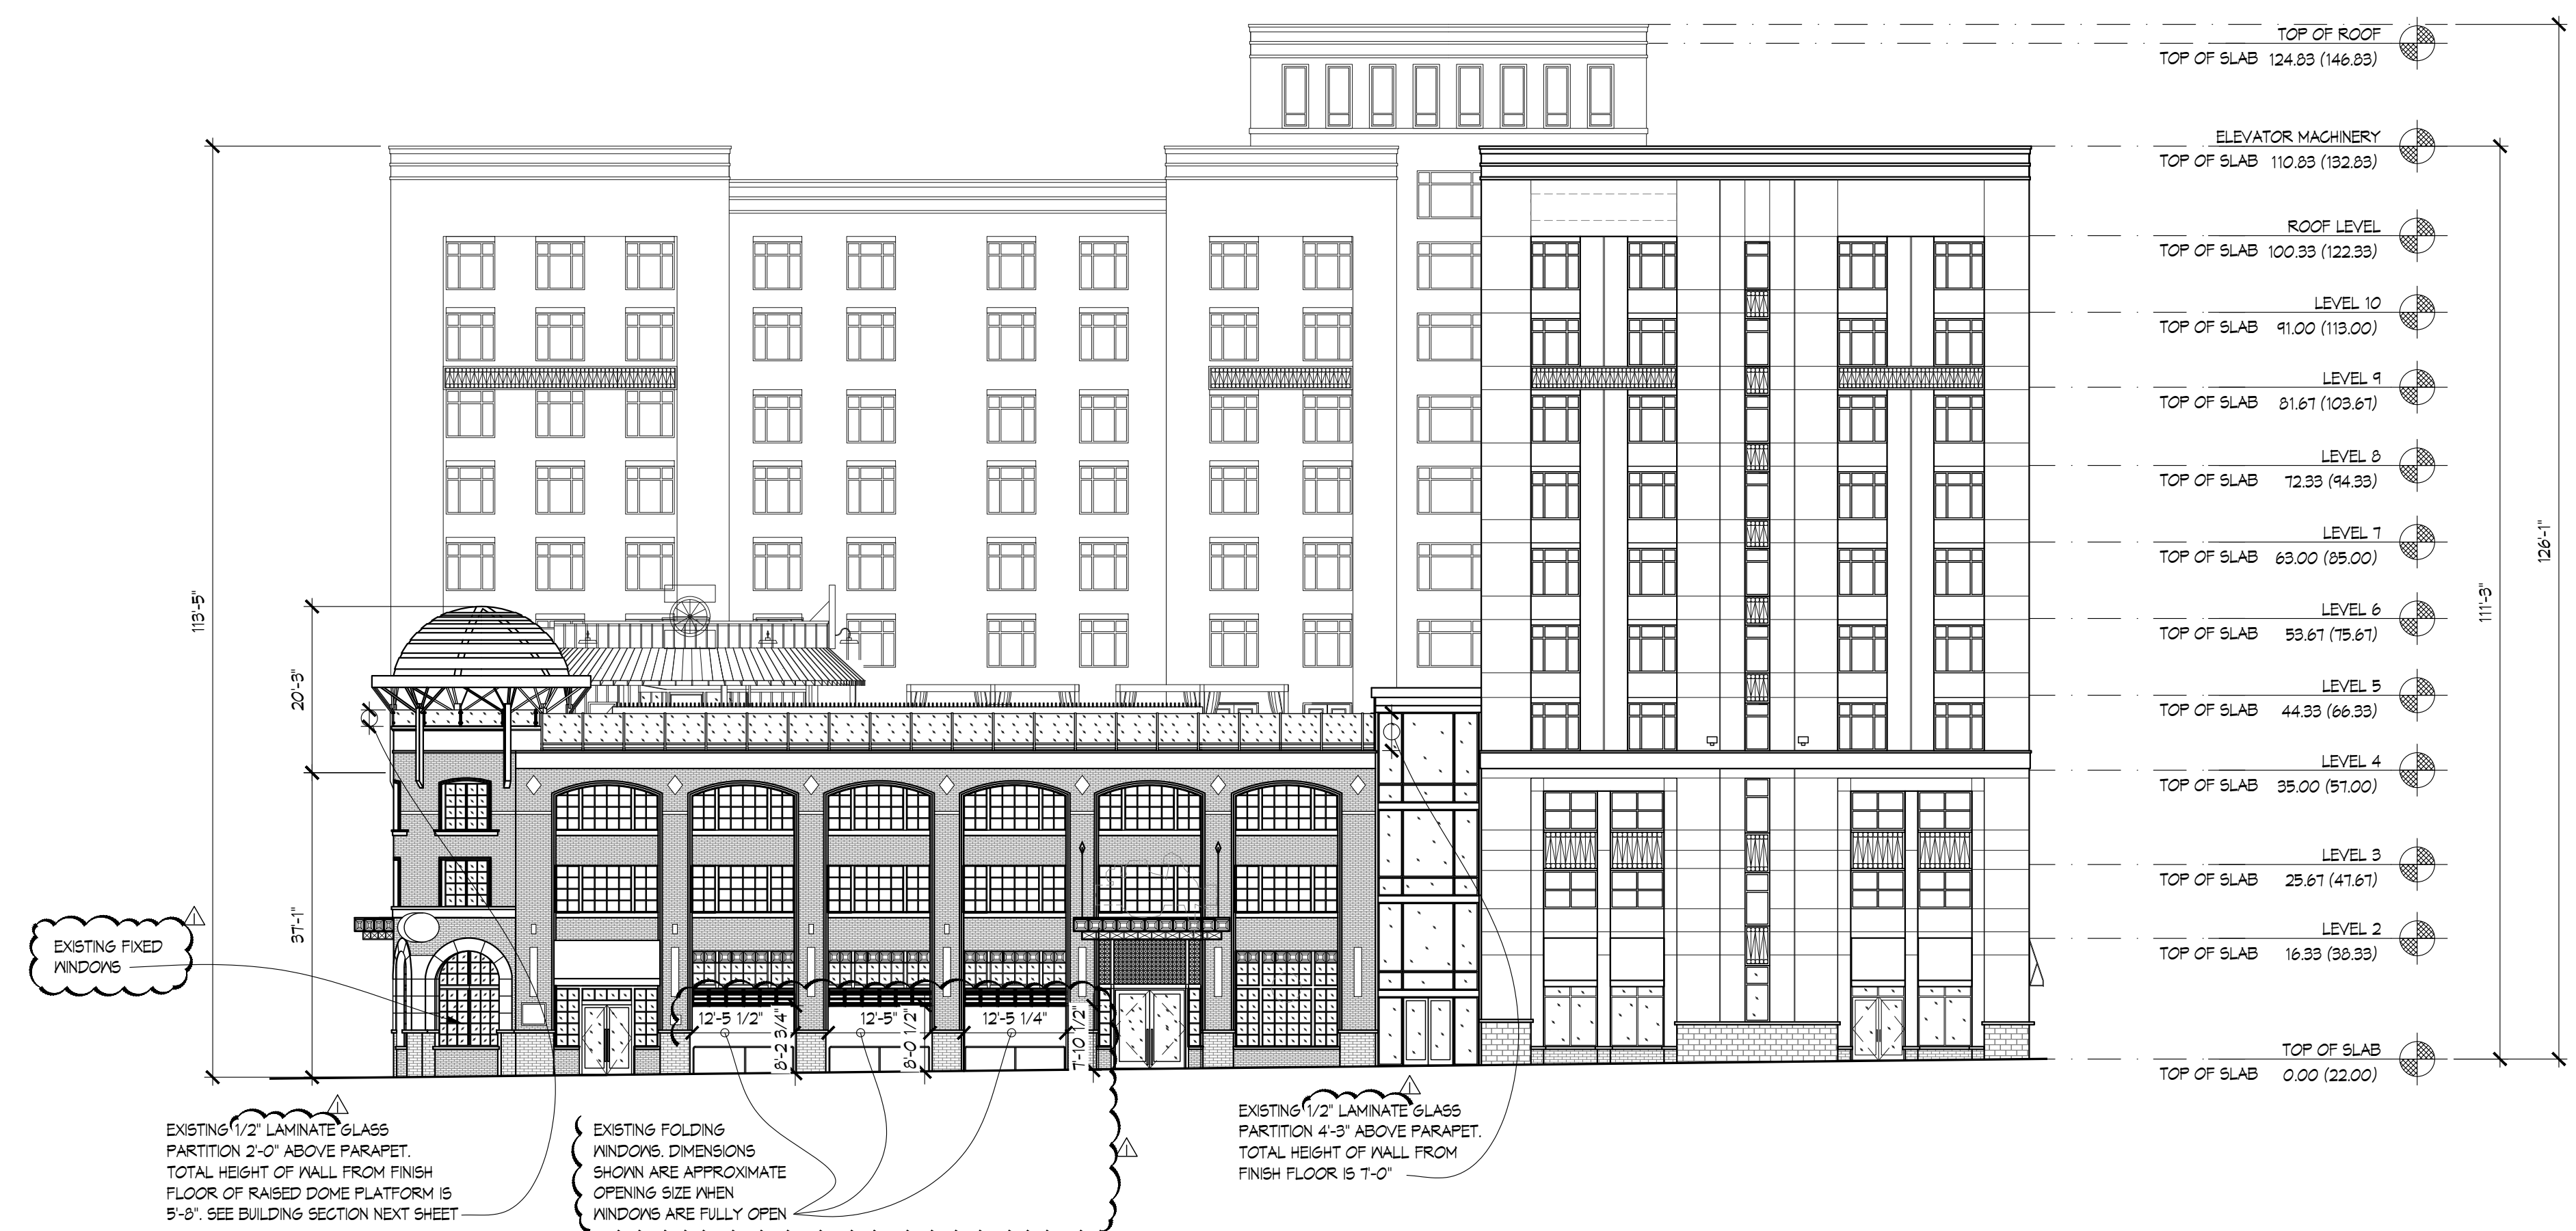 TOP OF ROOF
TOP OF SLAB 124.83 (146.83)
ELEVATOR MACHINERY
TOP OF SLAB 110.83 (132.83)
ROOF LEVEL
TOP OF SLAB 100.33 (122.33)
LEVEL 10
TOP OF SLAB 91.00 (113.00)
LEVEL 9
TOP OF SLAB 81.67 (103.67)
LEVEL 8
TOP OF SLAB 72.33 (94.33)
LEVEL 7
TOP OF SLAB 63.00 (85.00)
LEVEL 6
TOP OF SLAB 53.67 (75.67)
LEVEL 5
TOP OF SLAB 44.33 (66.33)
LEVEL 4
TOP OF SLAB 35.00 (57.00)
LEVEL 3
TOP OF SLAB 25.67 (47.67)
LEVEL 2
TOP OF SLAB 16.33 (38.33)
TOP OF SLAB
TOP OF SLAB 0.00 (22.00)
126'-1"
111'-3"
113'-5"
20'-3"
37'-1"
EXISTING FIXED
WINDOWS
1
12'-5 1/2"
8'-2 3/4"
12'-5"
8'-0 1/2"
12'-5 1/4"
7'-10 1/2"
1
EXISTING 1/2" LAMINATE GLASS
PARTITION 2'-0" ABOVE PARAPET.
TOTAL HEIGHT OF WALL FROM FINISH
FLOOR OF RAISED DOME PLATFORM IS
5'-8". SEE BUILDING SECTION NEXT SHEET
EXISTING FOLDING
WINDOWS. DIMENSIONS
SHOWN ARE APPROXIMATE
OPENING SIZE WHEN
WINDOWS ARE FULLY OPEN
1
1
EXISTING 1/2" LAMINATE GLASS
PARTITION 4'-3" ABOVE PARAPET.
TOTAL HEIGHT OF WALL FROM
FINISH FLOOR IS 7'-0"